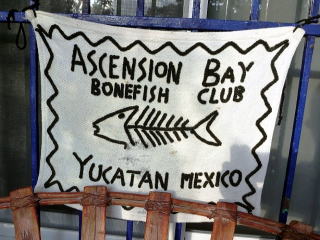 ASCENSION BAY
BONEFISH CLUB
YUCATAN MEXICO